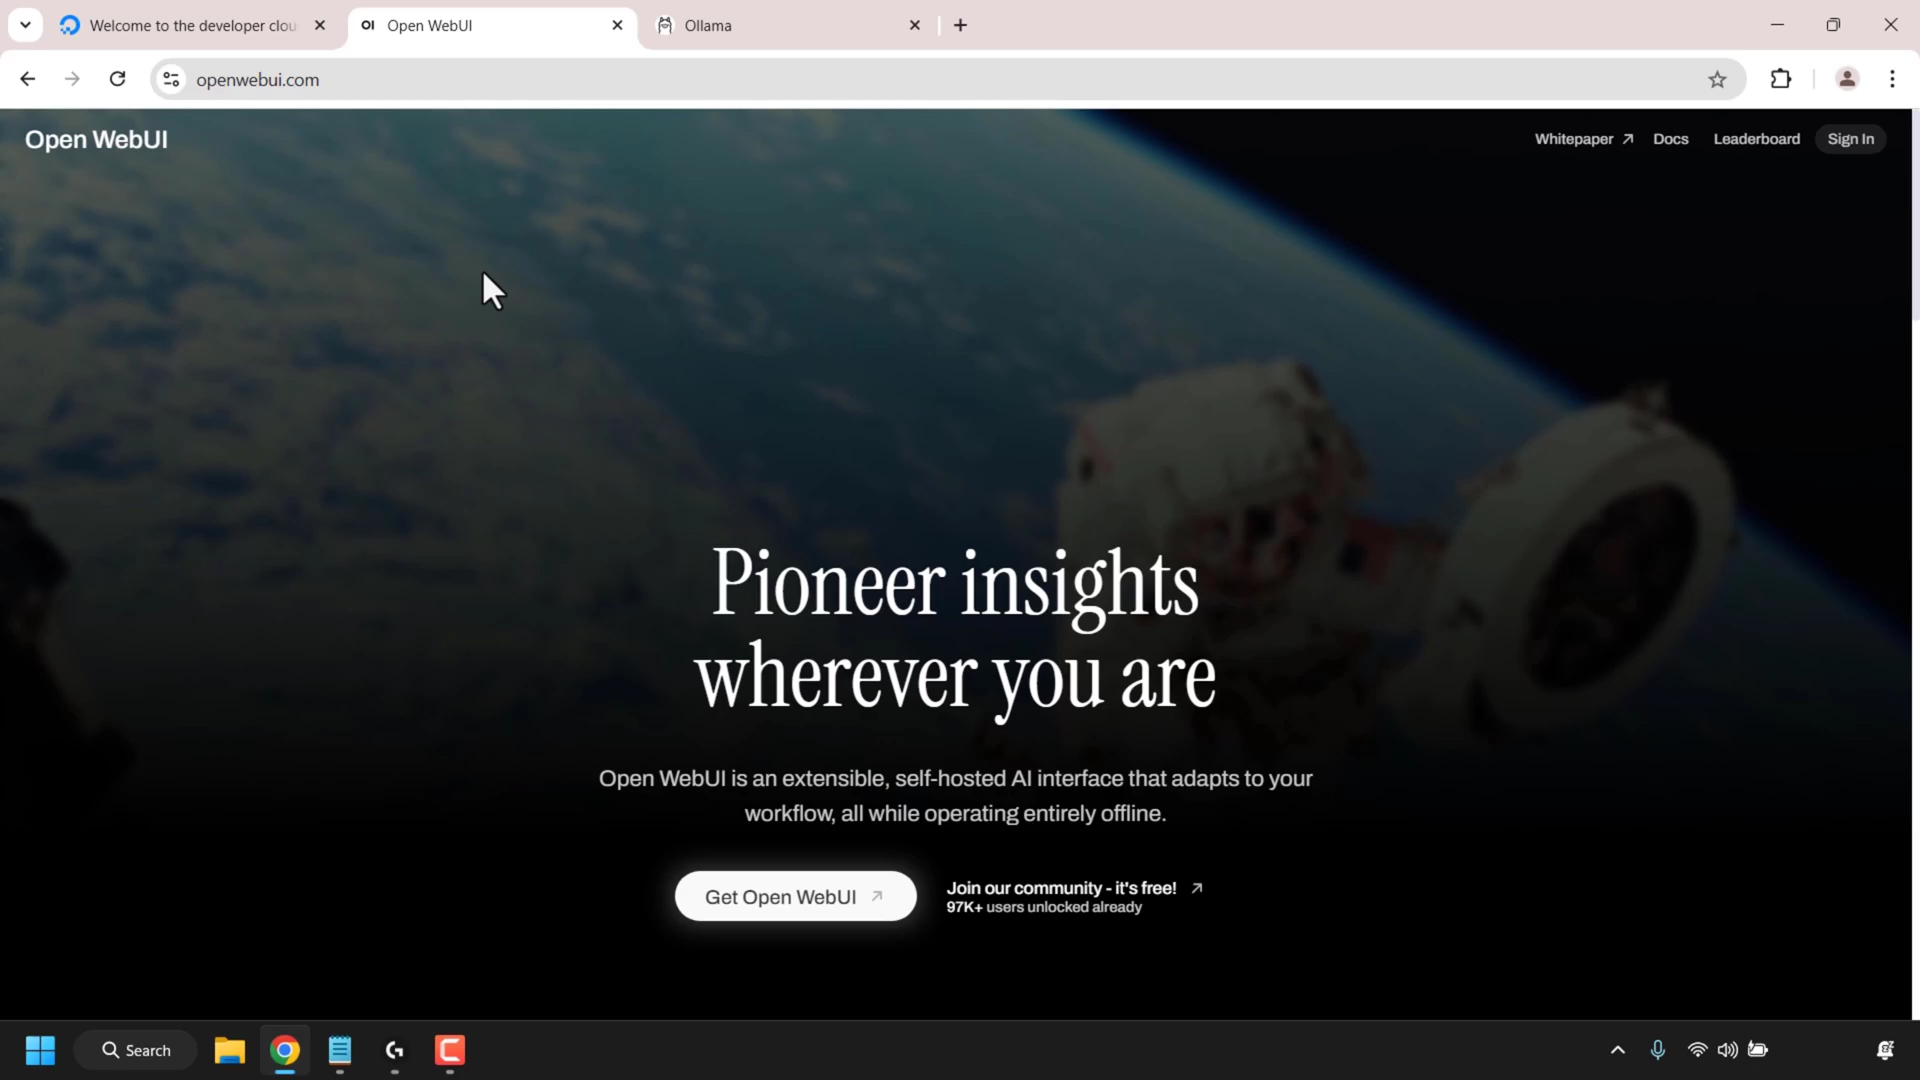 Welcome to the developer clou
OI Open WebUI
Ollama
openwebui.com
Open WebUI
Whitepaper
Docs
Leaderboard
Sign In
Pioneer insights
wherever you are
Open WebUI is an extensible, self-hosted AI interface that adapts to your
workflow, all while operating entirely offline.
Get Open WebUI
Join our community - it's free!
97K+ users unlocked already
Search